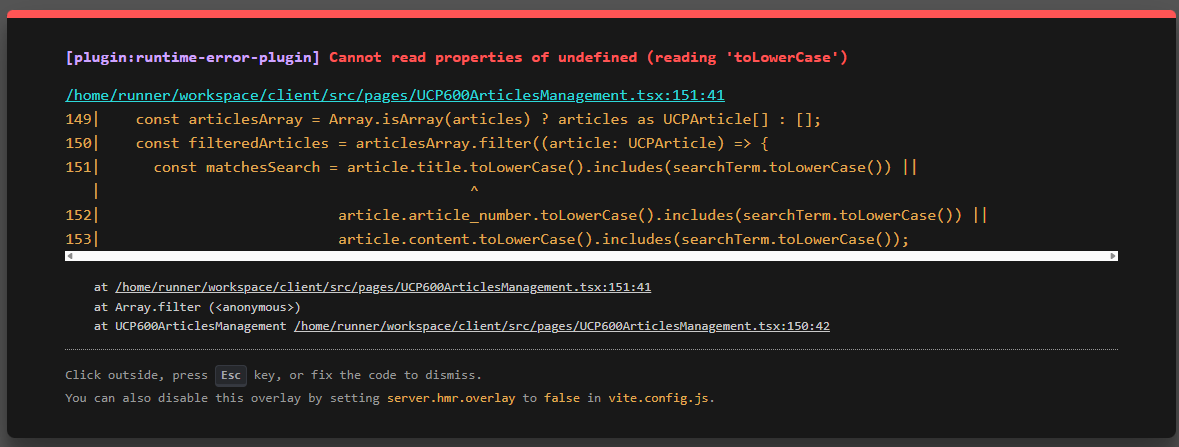 [plugin:runtime-error-plugin] Cannot read properties of undefined (reading 'toLowerCase')
/home/runner/workspace/client/src/pages/UCP600ArticlesManagement.tsx:151:41
149|    const articlesArray = Array.isArray(articles) ? articles as UCPArticle[] : [];
150|    const filteredArticles = articlesArray.filter((article: UCPArticle) => {
151|      const matchesSearch = article.title.toLowerCase().includes(searchTerm.toLowerCase()) ||
   |                                         ^
152|                           article.article_number.toLowerCase().includes(searchTerm.toLowerCase()) ||
153|                           article.content.toLowerCase().includes(searchTerm.toLowerCase());
at /home/runner/workspace/client/src/pages/UCP600ArticlesManagement.tsx:151:41
at Array.filter (<anonymous>)
at UCP600ArticlesManagement /home/runner/workspace/client/src/pages/UCP600ArticlesManagement.tsx:150:42
Click outside, press Esc key, or fix the code to dismiss.
You can also disable this overlay by setting server.hmr.overlay to false in vite.config.js.